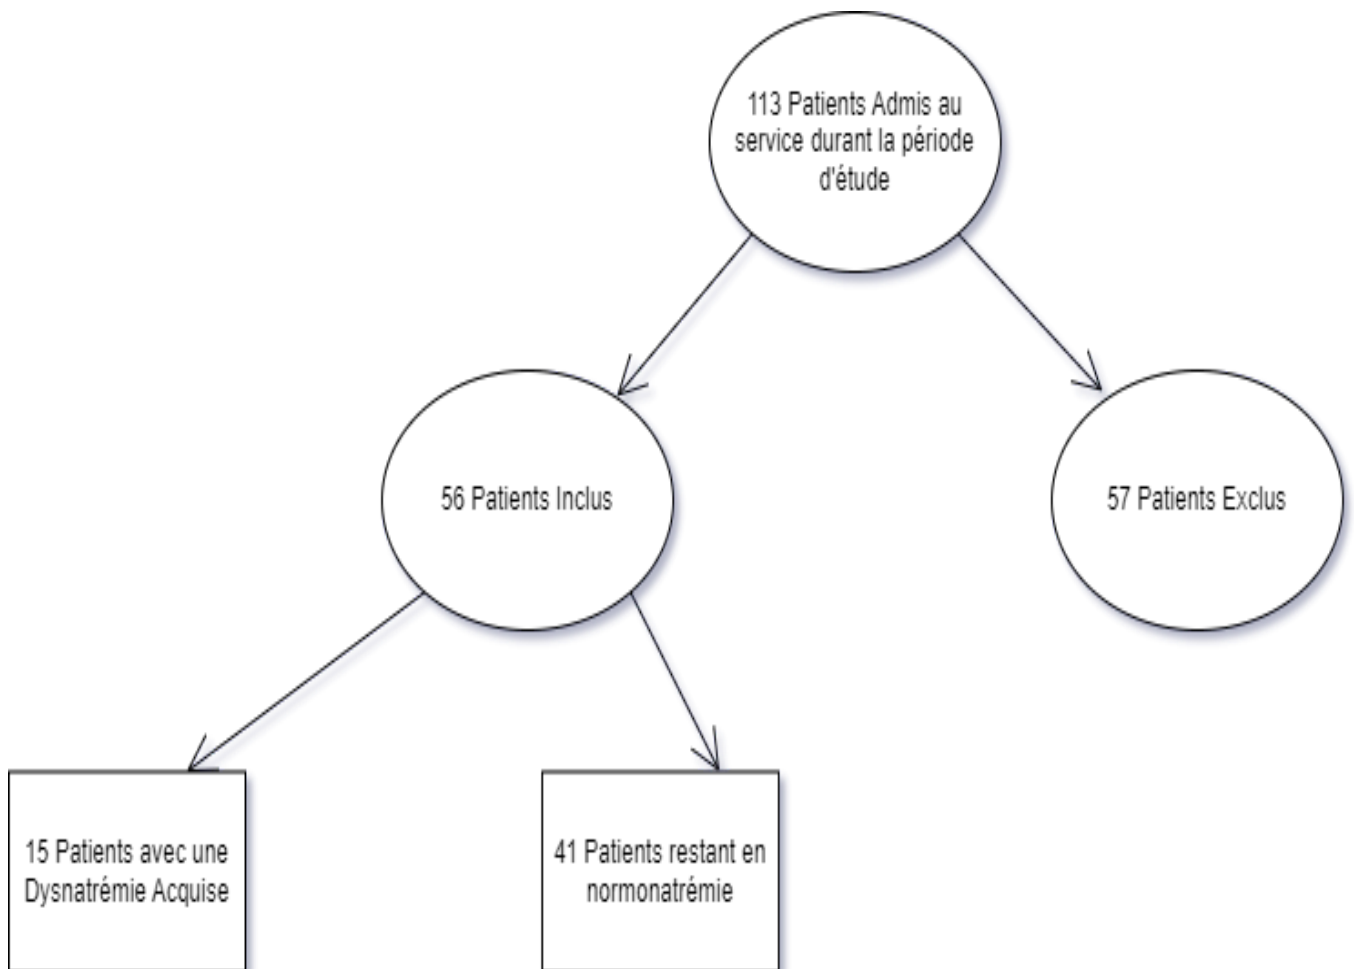 113 Patients Admis au
service durant la période
d'étude
56 Patients Inclus
57 Patients Exclus
15 Patients avec une
Dysnatrémie Acquise
41 Patients restant en
normonatrémie